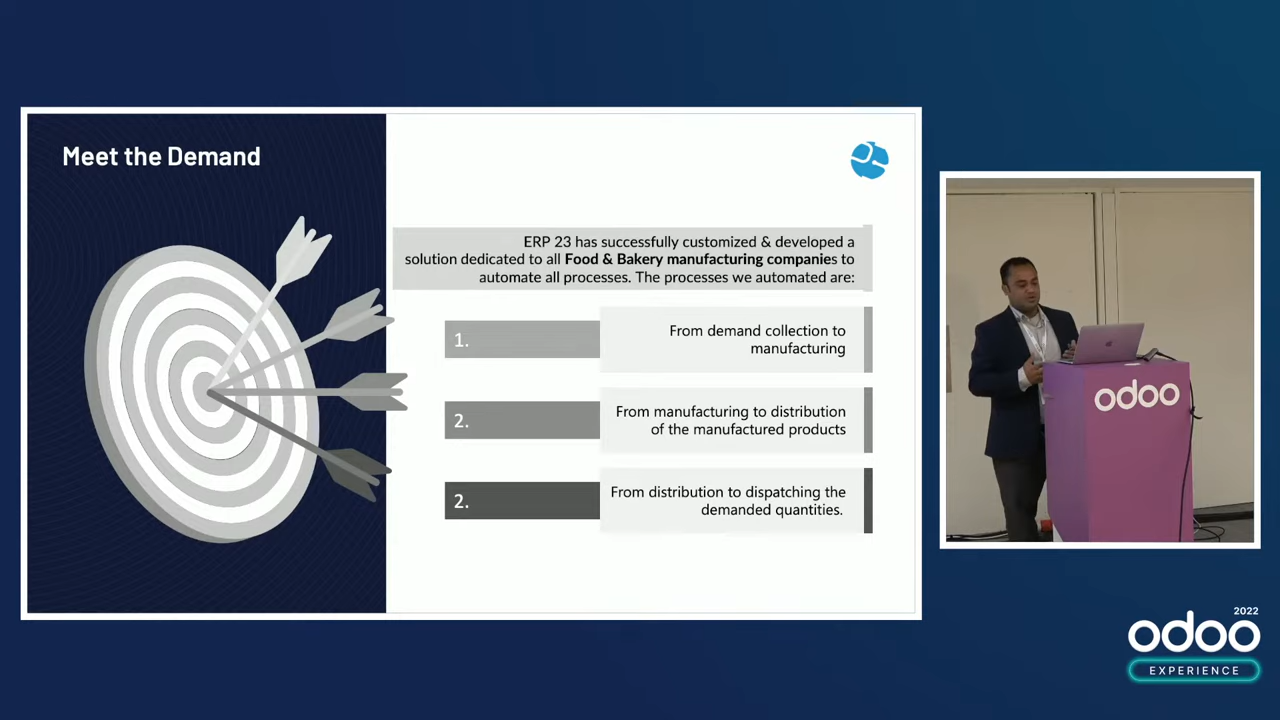 Meet the Demand
ERP 23 has successfully customized & developed a
solution dedicated to all Food & Bakery manufacturing companies to
automate all processes. The processes we automated are:
1.
From demand collection to
manufacturing
2.
From manufacturing to distribution
of the manufactured products
2.
From distribution to dispatching the
demanded quantities.
odoo
2022
odoo
EXPERIENCE